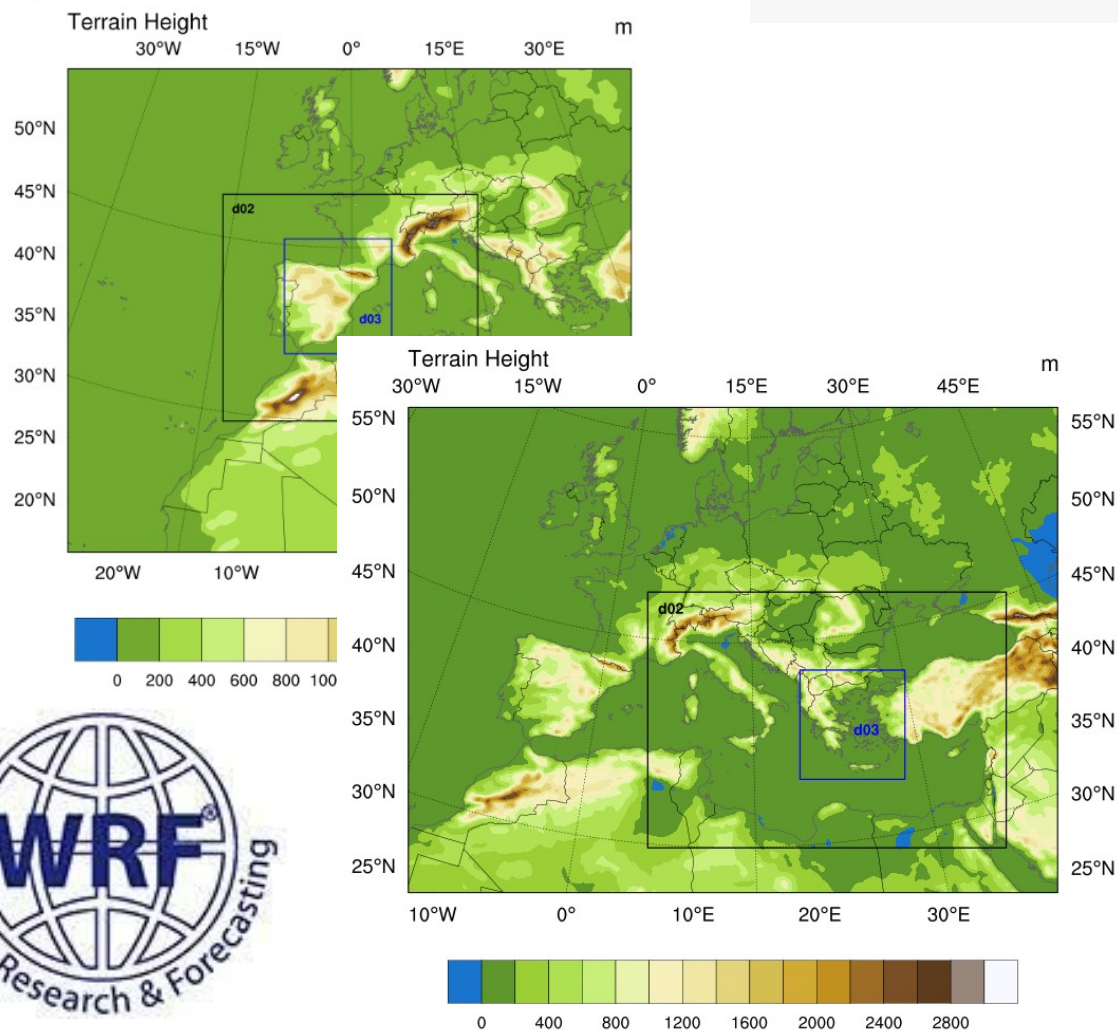 Terrain Height
m
30°W 15°W 0° 15°E 30°E
50°N
45°N
40°N
35°N
30°N
25°N
20°N
d02
d03
20°W 10°W
0 200 400 600 800 100
Terrain Height
m
30°W 15°W 0° 15°E 30°E 45°E
55°N 55°N
50°N 50°N
45°N 45°N
40°N 40°N
35°N 35°N
30°N 30°N
25°N 25°N
d02
d03
10°W 0° 10°E 20°E 30°E
0 400 800 1200 1600 2000 2400 2800
WRF®
Research & Forecasting